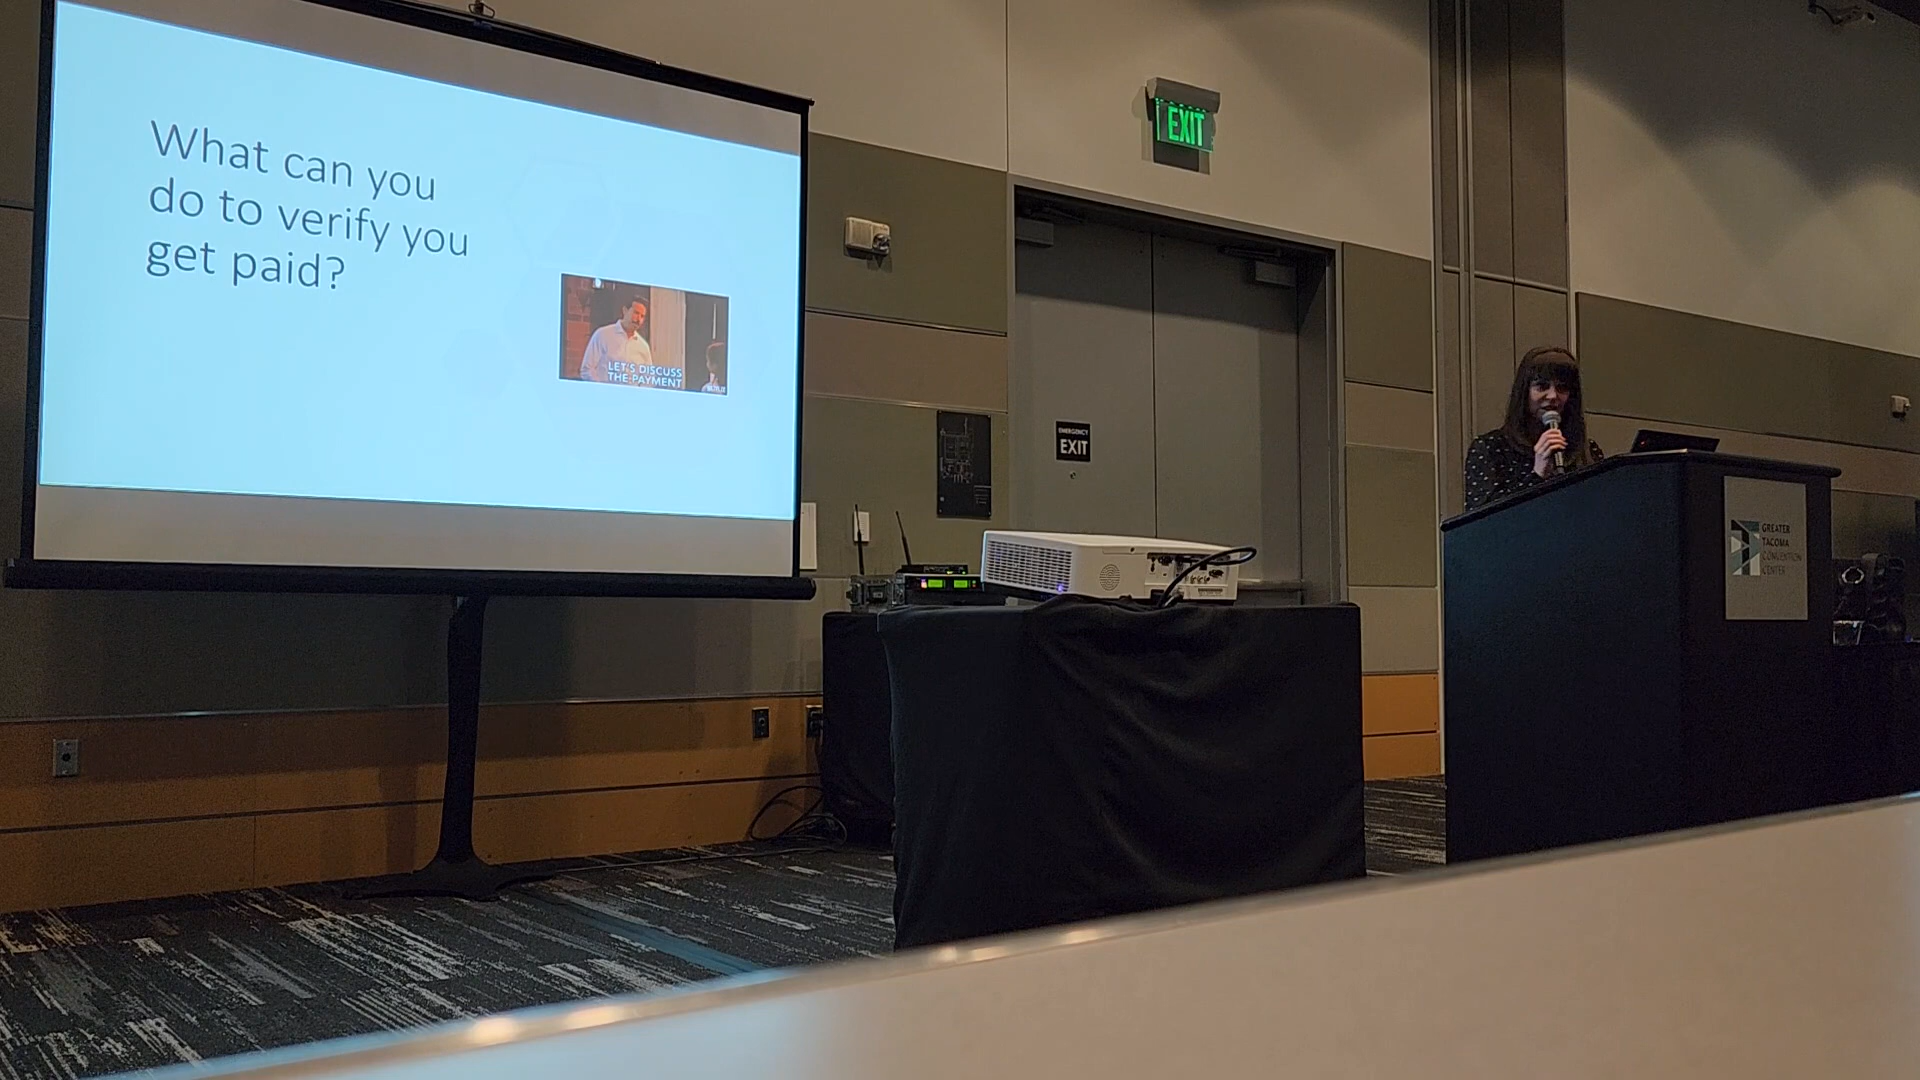 What can you
do to verify you
get paid?
LET'S DISCUSS
THE PAYMENT
NETFLIX
EXIT
EMERGENCY
EXIT
GREATER
TACOMA
CONVENTION
CENTER